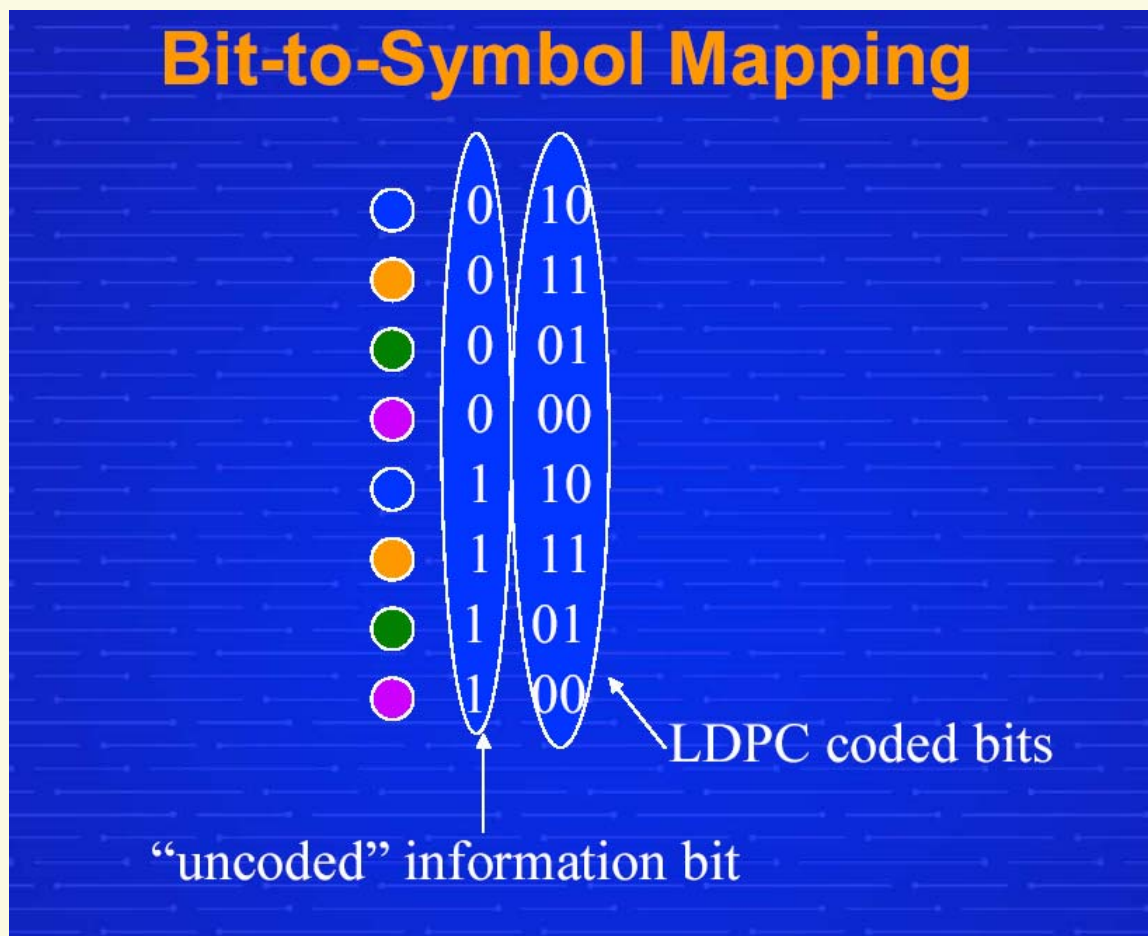 Bit-to-Symbol Mapping
0 10
0 11
0 01
0 00
1 10
1 11
1 01
1 00
LDPC coded bits
“uncoded” information bit